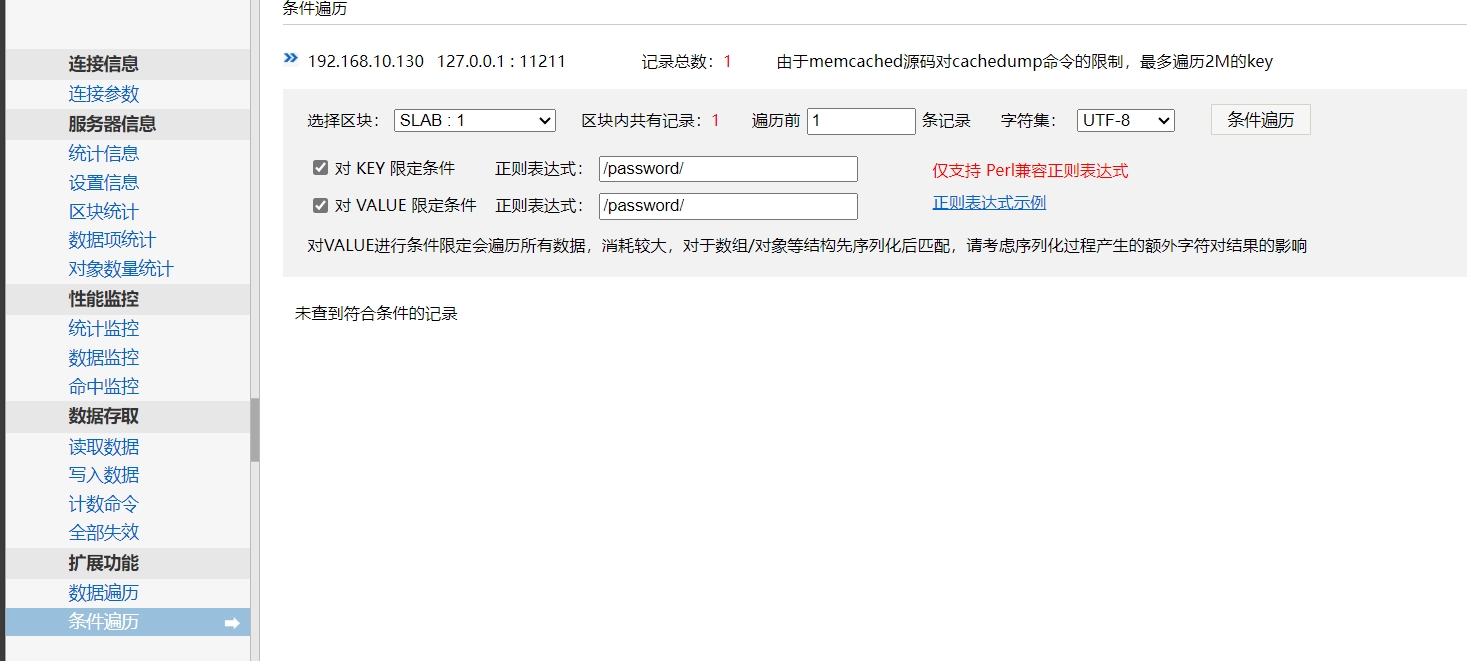 条件遍历
连接信息
连接参数
服务器信息
统计信息
设置信息
区块统计
数据项统计
对象数量统计
性能监控
统计监控
数据监控
命中监控
数据存取
读取数据
写入数据
计数命令
全部失效
扩展功能
数据遍历
条件遍历
192.168.10.130 127.0.0.1 : 11211 记录总数：1 由于memcached源码对cachedump命令的限制，最多遍历2M的key
选择区块： SLAB : 1 区块内共有记录：1 遍历前 1 条记录 字符集： UTF-8 条件遍历
对 KEY 限定条件 正则表达式： /password/ 仅支持 Perl兼容正则表达式
对 VALUE 限定条件 正则表达式： /password/ 正则表达式示例
对VALUE进行条件限定会遍历所有数据，消耗较大，对于数组/对象等结构先序列化后匹配，请考虑序列化过程产生的额外字符对结果的影响
未查到符合条件的记录